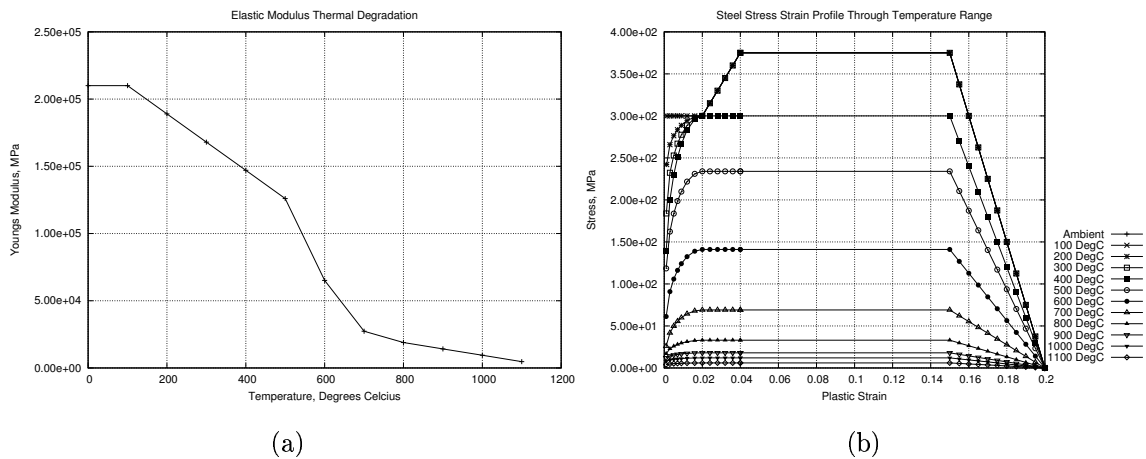 Elastic Modulus Thermal Degradation
2.50e+05
2.00e+05
1.50e+05
1.00e+05
5.00e+04
0.00e+00
Youngs Modulus, MPa
0 200 400 600 800 1000 1200
Temperature, Degrees Celcius
(a)
Steel Stress Strain Profile Through Temperature Range
4.00e+02
3.50e+02
3.00e+02
2.50e+02
2.00e+02
1.50e+02
1.00e+02
5.00e+01
0.00e+00
Stress, MPa
0 0.02 0.04 0.06 0.08 0.1 0.12 0.14 0.16 0.18 0.2
Plastic Strain
Ambient
100 DegC
200 DegC
300 DegC
400 DegC
500 DegC
600 DegC
700 DegC
800 DegC
900 DegC
1000 DegC
1100 DegC
(b)